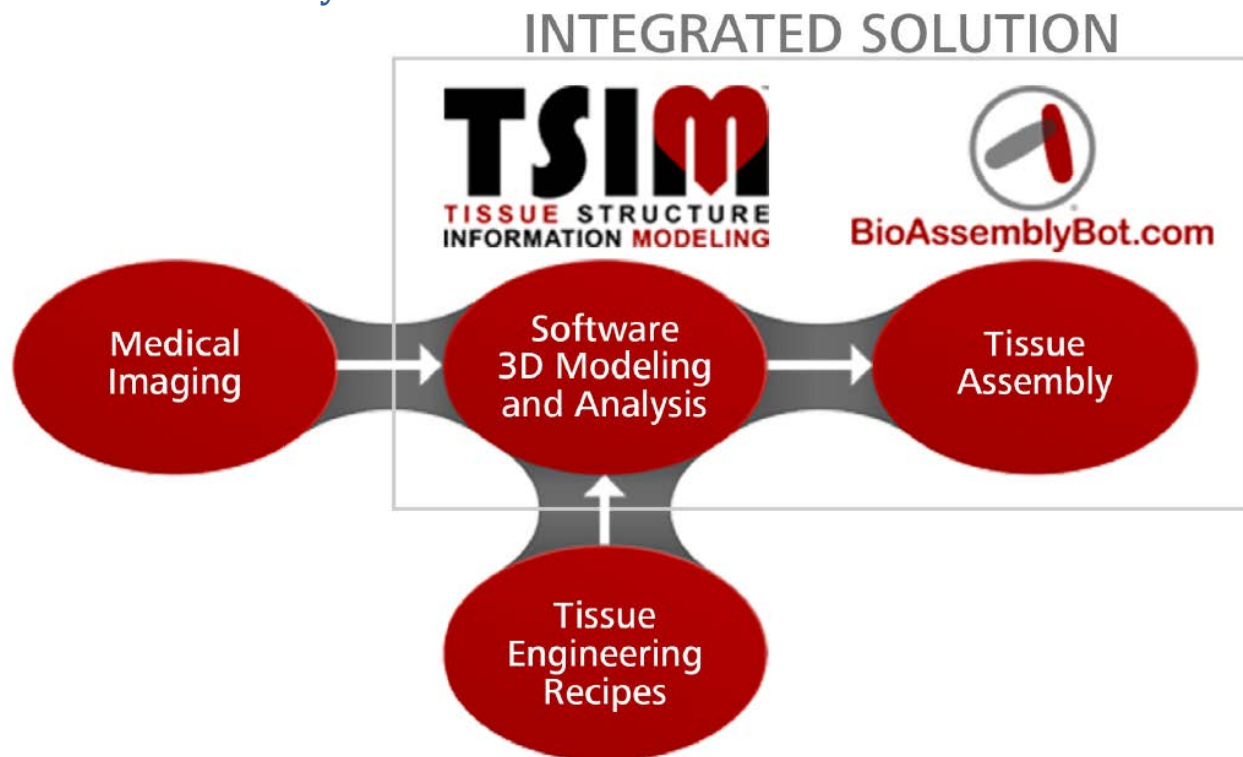 INTEGRATED SOLUTION
TSIM
TISSUE STRUCTURE
INFORMATION MODELING
BioAssemblyBot.com
Medical
Imaging
Software
3D Modeling
and Analysis
Tissue
Assembly
Tissue
Engineering
Recipes